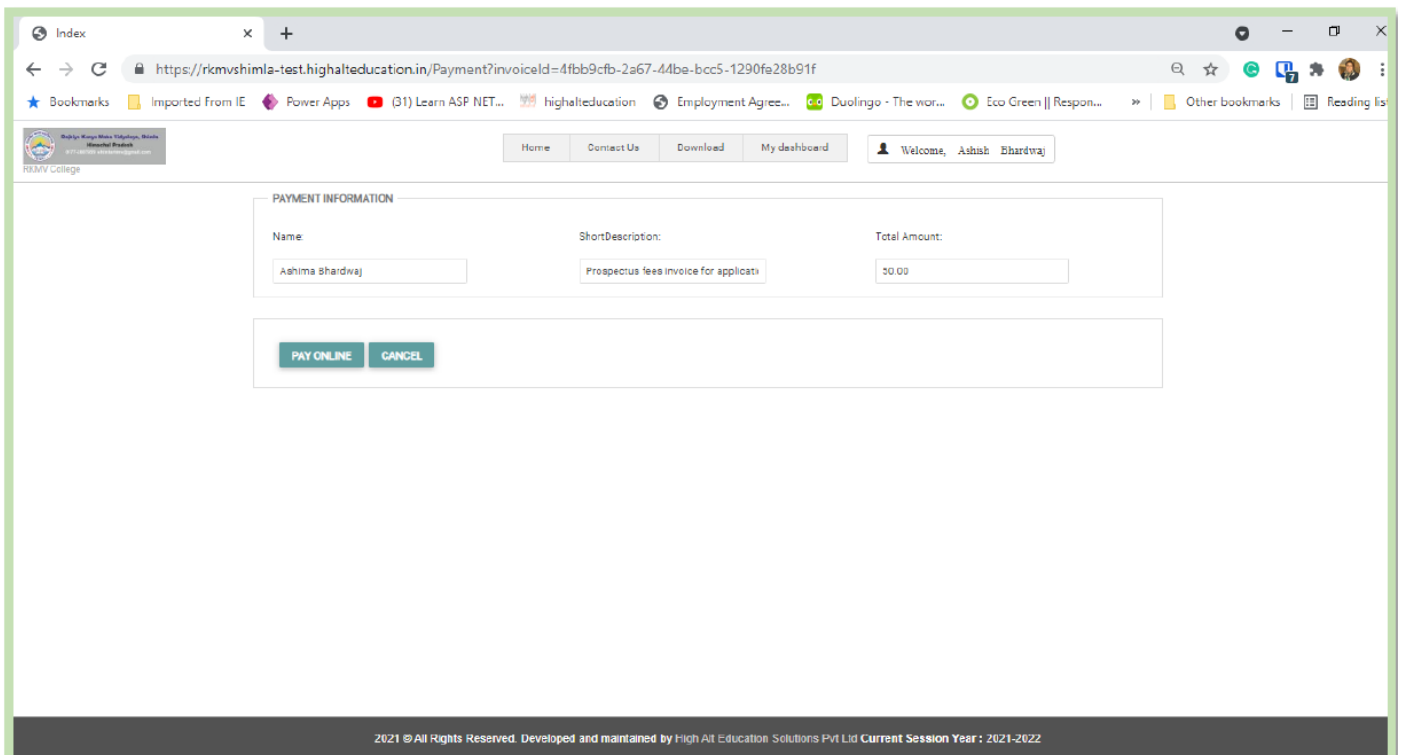 Index
https://rkmvshimla-test.highalteducation.in/Payment?invoiceId=4fbb9cfb-2a67-44be-bcc5-1290fe28b91f
Bookmarks Imported From IE Power Apps (31) Learn ASP NET... highalteducation Employment Agree... Duolingo - The wor... Eco Green || Respon... » Other bookmarks Reading lis
7
Himachal Pradesh
RKMV College
Home Contact Us Download My dashboard Welcome, Ashish Bhardwaj
PAYMENT INFORMATION
Name: ShortDescription: Total Amount:
Ashima Bhardwaj Prospectus fees invoice for applicati 50.00
PAY ONLINE CANCEL
2021 © All Rights Reserved. Developed and maintained by High Alt Education Solutions Pvt Ltd Current Session Year : 2021-2022